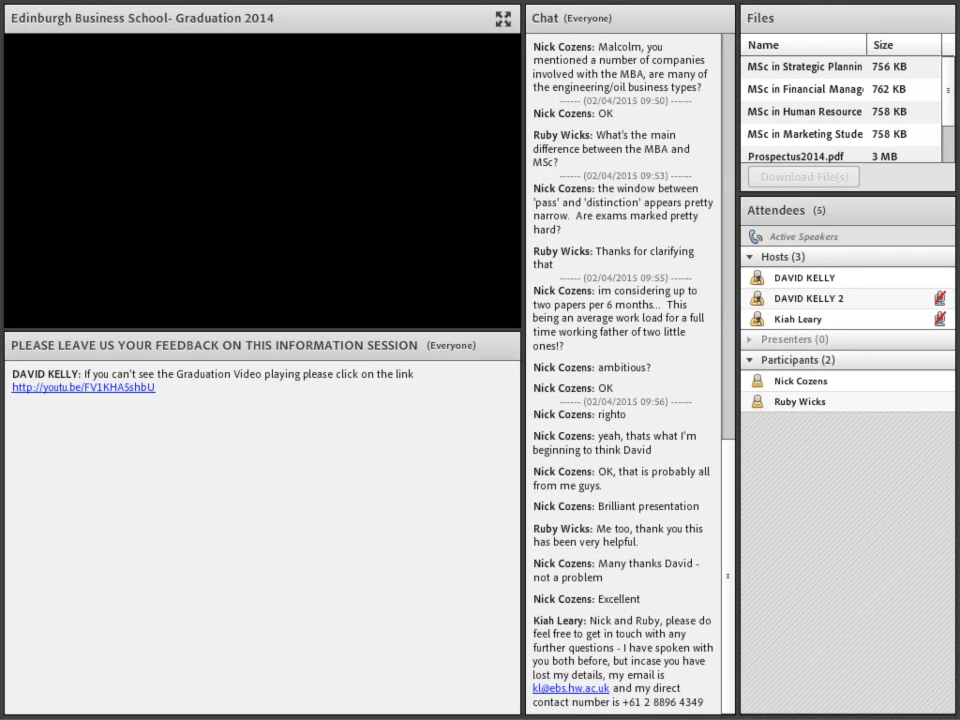 Edinburgh Business School- Graduation 2014
PLEASE LEAVE US YOUR FEEDBACK ON THIS INFORMATION SESSION (Everyone)
DAVID KELLY: If you can't see the Graduation Video playing please click on the link
http://youtu.be/FV1KHA5shbU
Chat (Everyone)
Nick Cozens: Malcolm, you
mentioned a number of companies
involved with the MBA, are many of
the engineering/oil business types?
------ (02/04/2015 09:50) ------
Nick Cozens: OK
Ruby Wicks: What's the main
difference between the MBA and
MSc?
------ (02/04/2015 09:53) ------
Nick Cozens: the window between
'pass' and 'distinction' appears pretty
narrow. Are exams marked pretty
hard?
Ruby Wicks: Thanks for clarifying
that
------ (02/04/2015 09:55) ------
Nick Cozens: im considering up to
two papers per 6 months... This
being an average work load for a full
time working father of two little
ones!?
Nick Cozens: ambitious?
Nick Cozens: OK
------ (02/04/2015 09:56) ------
Nick Cozens: righto
Nick Cozens: yeah, thats what I'm
beginning to think David
Nick Cozens: OK, that is probably all
from me guys.
Nick Cozens: Brilliant presentation
Ruby Wicks: Me too, thank you this
has been very helpful.
Nick Cozens: Many thanks David -
not a problem
Nick Cozens: Excellent
Kiah Leary: Nick and Ruby, please do
feel free to get in touch with any
further questions - I have spoken with
you both before, but incase you have
lost my details, my email is
kl@ebs.hw.ac.uk and my direct
contact number is +61 2 8896 4349
Files
Name Size
MSc in Strategic Plannin 756 KB
MSc in Financial Manag 762 KB
MSc in Human Resource 758 KB
MSc in Marketing Stude 758 KB
Prospectus2014.pdf 3 MB
Download File(s)
Attendees (5)
Active Speakers
Hosts (3)
DAVID KELLY
DAVID KELLY 2
Kiah Leary
Presenters (0)
Participants (2)
Nick Cozens
Ruby Wicks